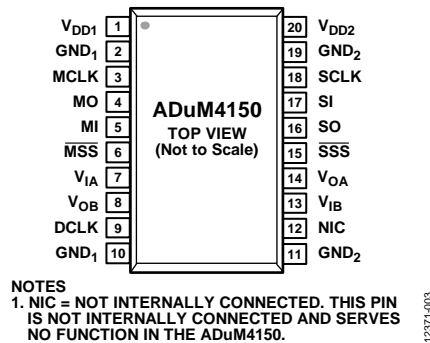 VDD1 1 20 VDD2
GND1 2 19 GND2
MCLK 3 18 SCLK
MO 4 17 SI
MI 5 16 SO
MSS 6 15 SSS
VIA 7 14 VOA
VOB 8 13 VIB
DCLK 9 12 NIC
GND1 10 11 GND2
ADuM4150
TOP VIEW
(Not to Scale)
NOTES
1. NIC = NOT INTERNALLY CONNECTED. THIS PIN
IS NOT INTERNALLY CONNECTED AND SERVES
NO FUNCTION IN THE ADuM4150.
12371-003